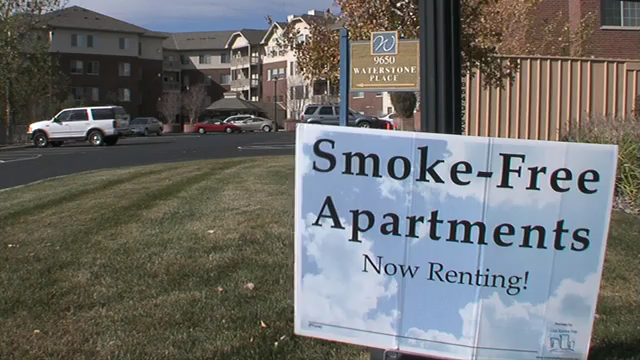 W
9650
WATERSTONE
PLACE
Smoke-Free
Apartments
Now Renting!